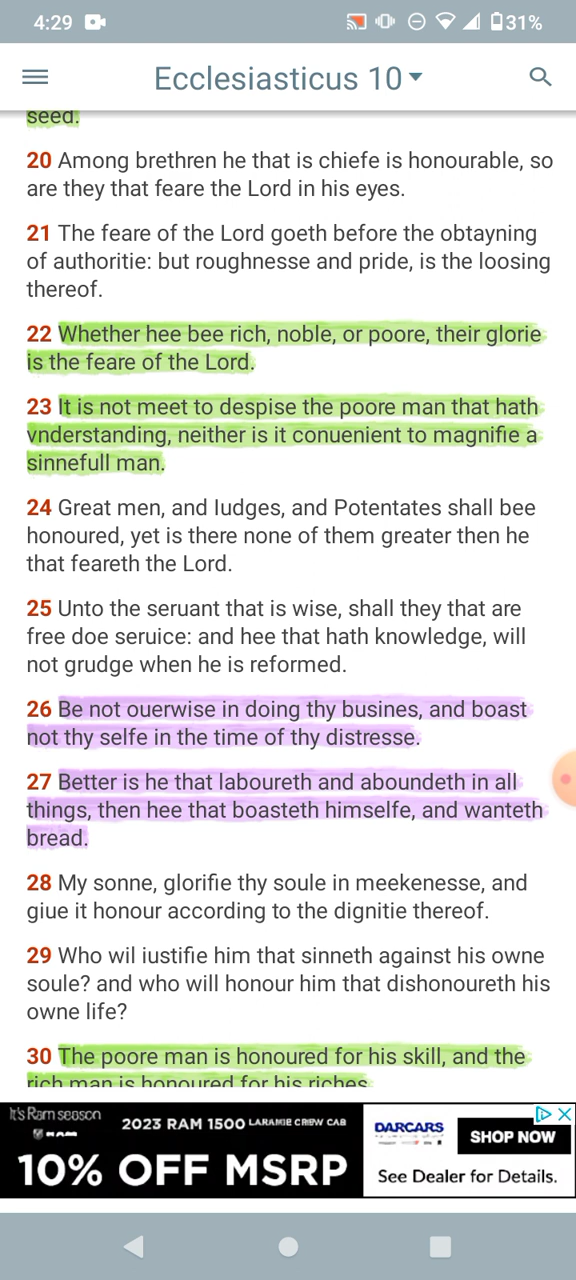 4:29
31%
Ecclesiasticus 10
seed.
20 Among brethren he that is chiefe is honourable, so
are they that feare the Lord in his eyes.
21 The feare of the Lord goeth before the obtayning
of authoritie: but roughnesse and pride, is the loosing
thereof.
22 Whether hee bee rich, noble, or poore, their glorie
is the feare of the Lord.
23 It is not meet to despise the poore man that hath
vnderstanding, neither is it conuenient to magnifie a
sinnefull man.
24 Great men, and Iudges, and Potentates shall bee
honoured, yet is there none of them greater then he
that feareth the Lord.
25 Unto the seruant that is wise, shall they that are
free doe seruice: and hee that hath knowledge, will
not grudge when he is reformed.
26 Be not ouerwise in doing thy busines, and boast
not thy selfe in the time of thy distresse.
27 Better is he that laboureth and aboundeth in all
things, then hee that boasteth himselfe, and wanteth
bread.
28 My sonne, glorifie thy soule in meekenesse, and
giue it honour according to the dignitie thereof.
29 Who wil iustifie him that sinneth against his owne
soule? and who will honour him that dishonoureth his
owne life?
30 The poore man is honoured for his skill, and the
rich man is honoured for his riches
It's Ram season
RAM
2023 RAM 1500 LARAMIE CREW CAB
10% OFF MSRP
DARCARS
SHOP NOW
See Dealer for Details.